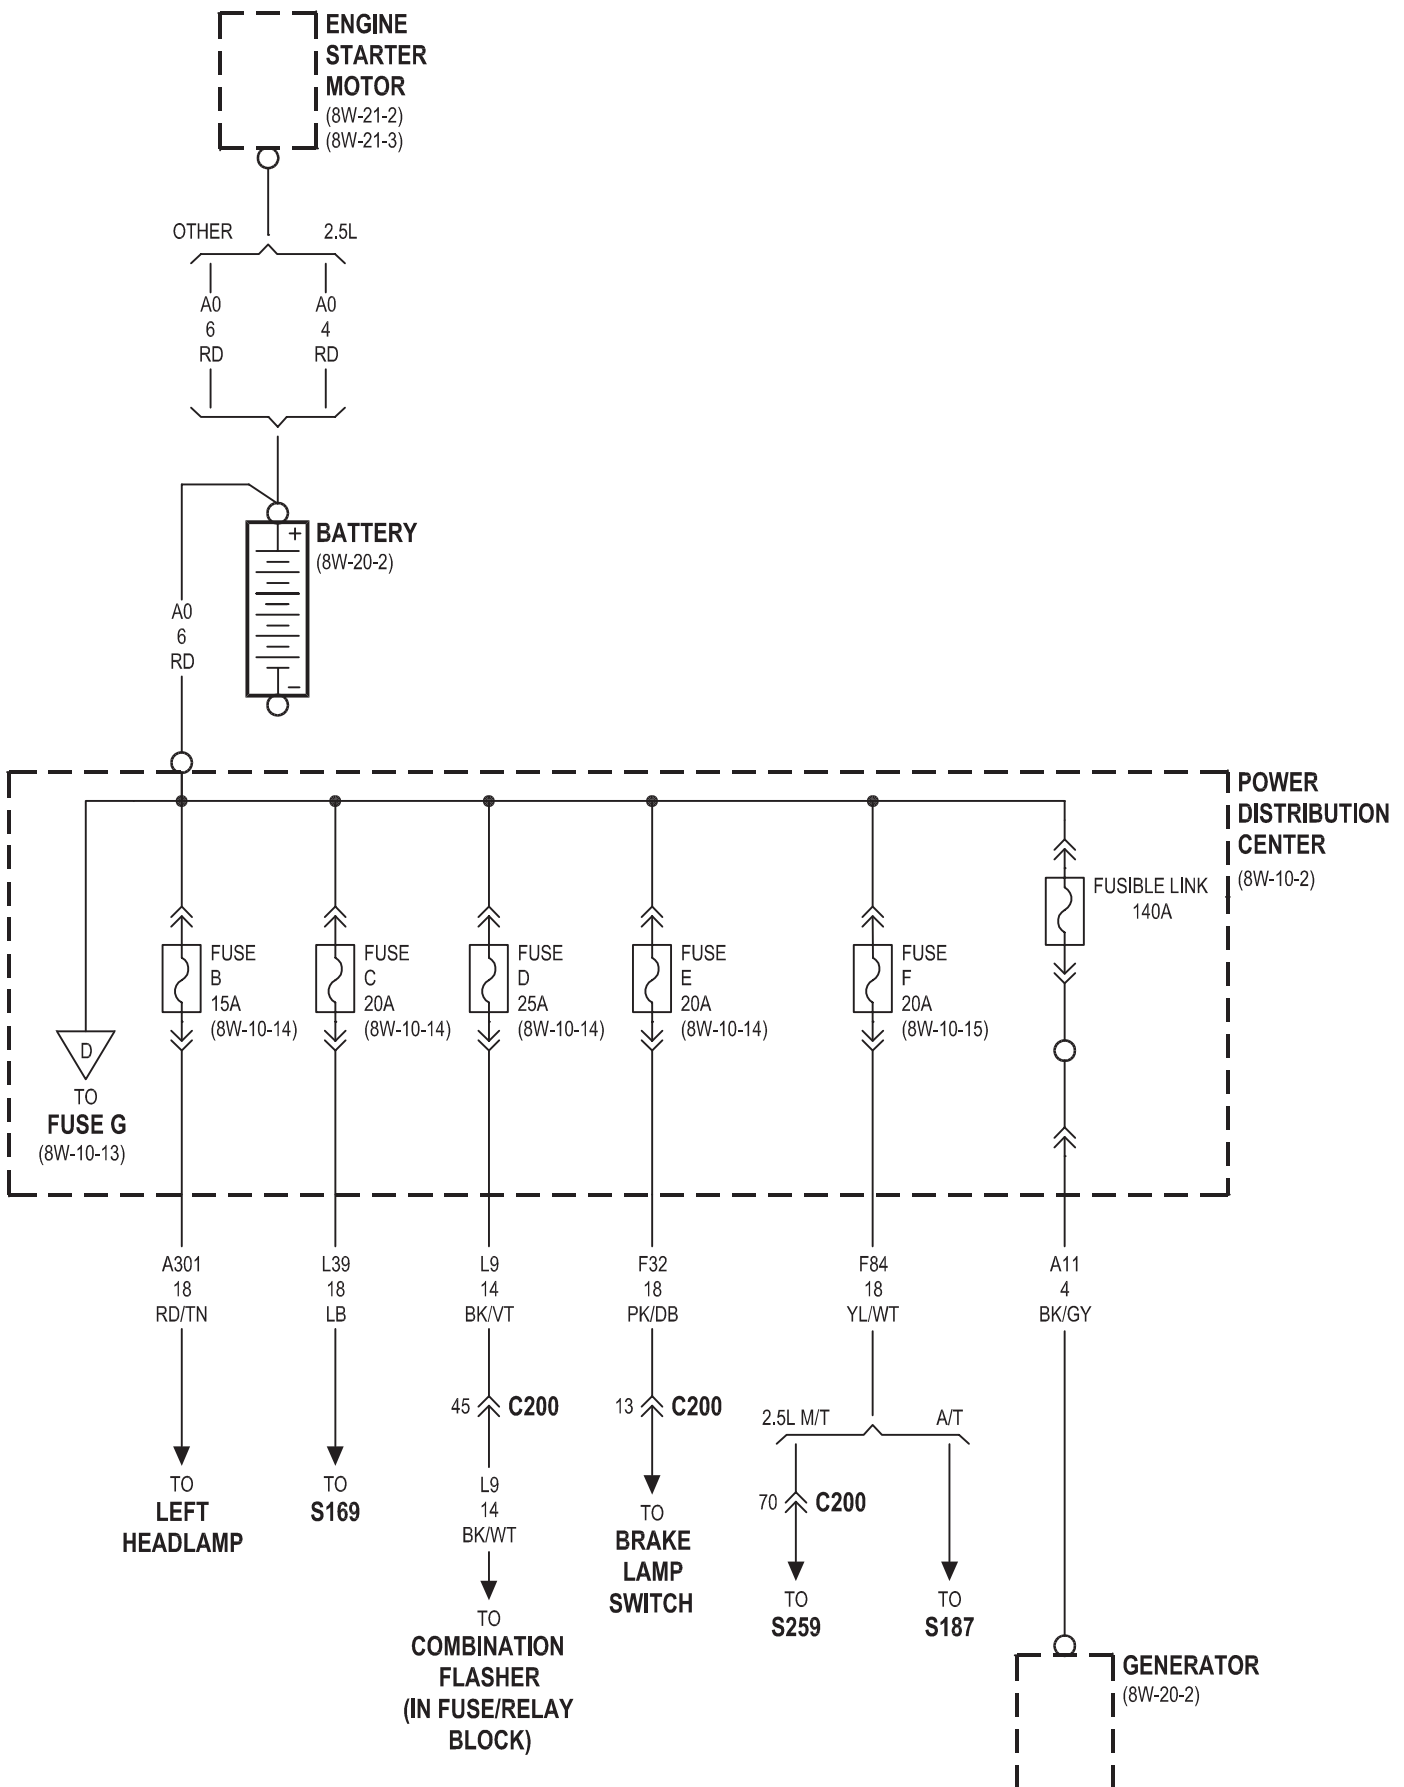 ENGINE
STARTER
MOTOR
(8W-21-2)
(8W-21-3)
OTHER
2.5L
A0
6
RD
A0
4
RD
+
BATTERY
(8W-20-2)
A0
6
RD
−
POWER
DISTRIBUTION
CENTER
(8W-10-2)
FUSIBLE LINK
140A
FUSE
B
15A
(8W-10-14)
FUSE
C
20A
(8W-10-14)
FUSE
D
25A
(8W-10-14)
FUSE
E
20A
(8W-10-14)
FUSE
F
20A
(8W-10-15)
D
TO
FUSE G
(8W-10-13)
A301
18
RD/TN
L39
18
LB
L9
14
BK/VT
F32
18
PK/DB
F84
18
YL/WT
A11
4
BK/GY
45 C200
13 C200
2.5L M/T
A/T
TO
LEFT
HEADLAMP
TO
S169
L9
14
BK/WT
TO
BRAKE
LAMP
SWITCH
70 C200
TO
S259
TO
S187
TO
COMBINATION
FLASHER
(IN FUSE/RELAY
BLOCK)
GENERATOR
(8W-20-2)